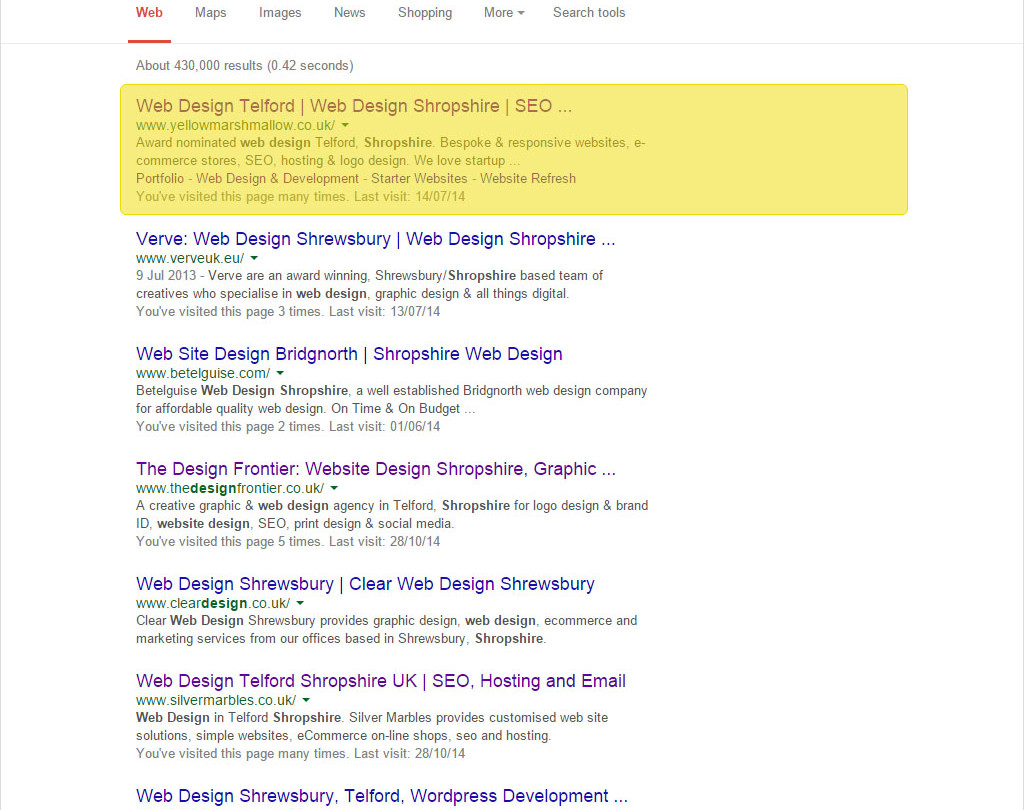 Web Maps Images News Shopping More Search tools
About 430,000 results (0.42 seconds)
Web Design Telford | Web Design Shropshire | SEO ...
www.yellowmarshmallow.co.uk/
Award nominated web design Telford, Shropshire. Bespoke & responsive websites, e-
commerce stores, SEO, hosting & logo design. We love startup ...
Portfolio - Web Design & Development - Starter Websites - Website Refresh
You've visited this page many times. Last visit: 14/07/14
Verve: Web Design Shrewsbury | Web Design Shropshire ...
www.verveuk.eu/
9 Jul 2013 - Verve are an award winning, Shrewsbury/Shropshire based team of
creatives who specialise in web design, graphic design & all things digital.
You've visited this page 3 times. Last visit: 13/07/14
Web Site Design Bridgnorth | Shropshire Web Design
www.betelguise.com/
Betelguise Web Design Shropshire, a well established Bridgnorth web design company
for affordable quality web design. On Time & On Budget ...
You've visited this page 2 times. Last visit: 01/06/14
The Design Frontier: Website Design Shropshire, Graphic ...
www.thedesignfrontier.co.uk/
A creative graphic & web design agency in Telford, Shropshire for logo design & brand
ID, website design, SEO, print design & social media.
You've visited this page 5 times. Last visit: 28/10/14
Web Design Shrewsbury | Clear Web Design Shrewsbury
www.cleardesign.co.uk/
Clear Web Design Shrewsbury provides graphic design, web design, ecommerce and
marketing services from our offices based in Shrewsbury, Shropshire.
Web Design Telford Shropshire UK | SEO, Hosting and Email
www.silvermarbles.co.uk/
Web Design in Telford Shropshire. Silver Marbles provides customised web site
solutions, simple websites, eCommerce on-line shops, seo and hosting.
You've visited this page many times. Last visit: 28/10/14
Web Design Shrewsbury, Telford, Wordpress Development ...